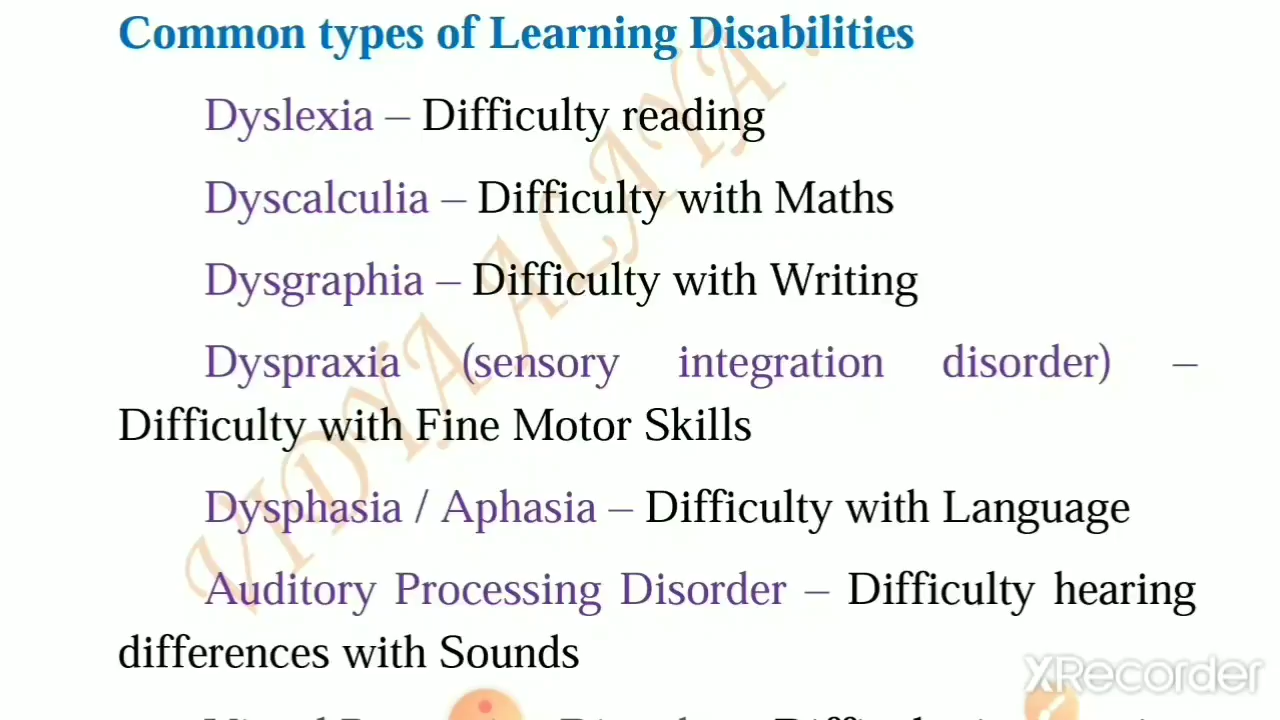 Common types of Learning Disabilities
Dyslexia – Difficulty reading
Dyscalculia – Difficulty with Maths
Dysgraphia – Difficulty with Writing
Dyspraxia (sensory integration disorder) –
Difficulty with Fine Motor Skills
Dysphasia / Aphasia – Difficulty with Language
Auditory Processing Disorder – Difficulty hearing
differences with Sounds
VIDYA ALAYA
XRecorder